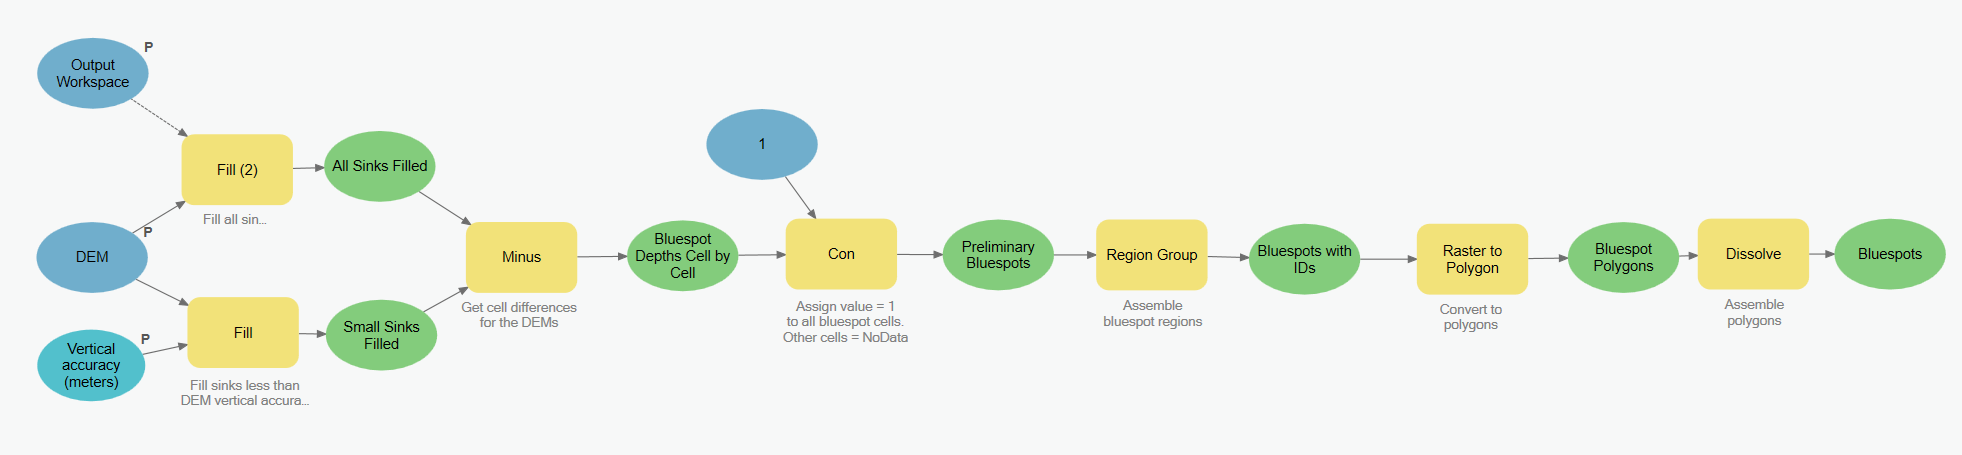 Output
Workspace
P
Fill (2)
Fill all sin...
All Sinks Filled
DEM
P
Vertical
accuracy
(meters)
P
Fill
Fill sinks less than
DEM vertical accura...
Small Sinks
Filled
Minus
Get cell differences
for the DEMs
Bluespot
Depths Cell by
Cell
1
Con
Assign value = 1
to all bluespot cells.
Other cells = NoData
Preliminary
Bluespots
Region Group
Assemble
bluespot regions
Bluespots with
IDs
Raster to
Polygon
Convert to
polygons
Bluespot
Polygons
Dissolve
Assemble
polygons
Bluespots